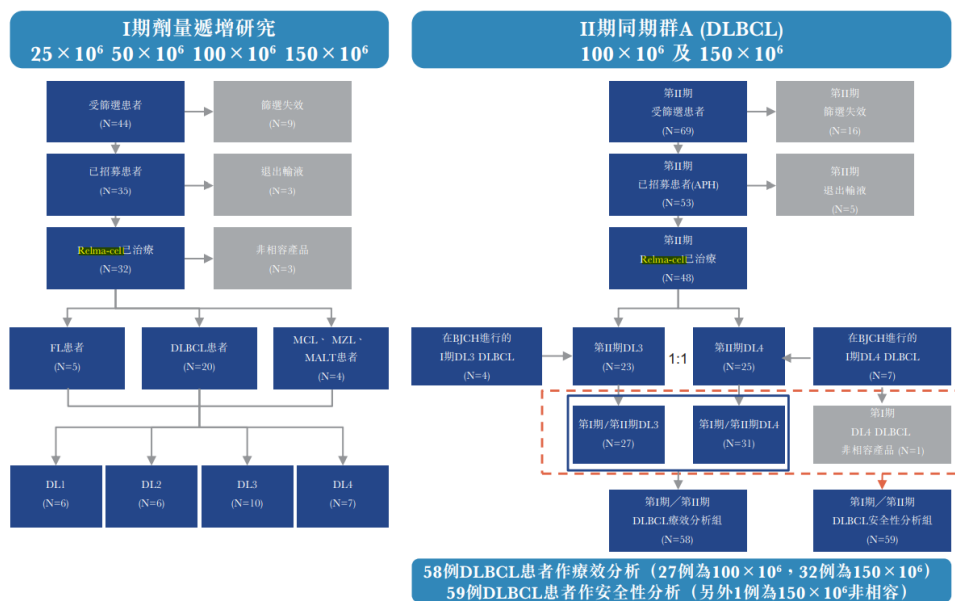 I期劑量遞增研究
25×10⁶ 50×10⁶ 100×10⁶ 150×10⁶
受篩選患者
(N=44)
篩選失效
(N=9)
已招募患者
(N=35)
退出輸液
(N=3)
Relma-cel已治療
(N=32)
非相容產品
(N=3)
FL患者
(N=5)
DLBCL患者
(N=20)
MCL、 MZL、
MALT患者
(N=4)
DL1
(N=6)
DL2
(N=6)
DL3
(N=10)
DL4
(N=7)
II期同期群A (DLBCL)
100×10⁶ 及 150×10⁶
第II期
受篩選患者
(N=69)
第II期
篩選失效
(N=16)
第II期
已招募患者(APH)
(N=53)
第II期
退出輸液
(N=5)
第II期
Relma-cel已治療
(N=48)
在BJCH進行的
I期DL3 DLBCL
(N=4)
第II期DL3
(N=23)
1:1
第II期DL4
(N=25)
在BJCH進行的
I期DL4 DLBCL
(N=7)
第I期/第II期DL3
(N=27)
第I期/第II期DL4
(N=31)
第I期
DL4 DLBCL
非相容產品 (N=1)
第I期／第II期
DLBCL療效分析組
(N=58)
第I期／第II期
DLBCL安全性分析組
(N=59)
58例DLBCL患者作療效分析（27例為100×10⁶，32例為150×10⁶）
59例DLBCL患者作安全性分析（另外1例為150×10⁶非相容）